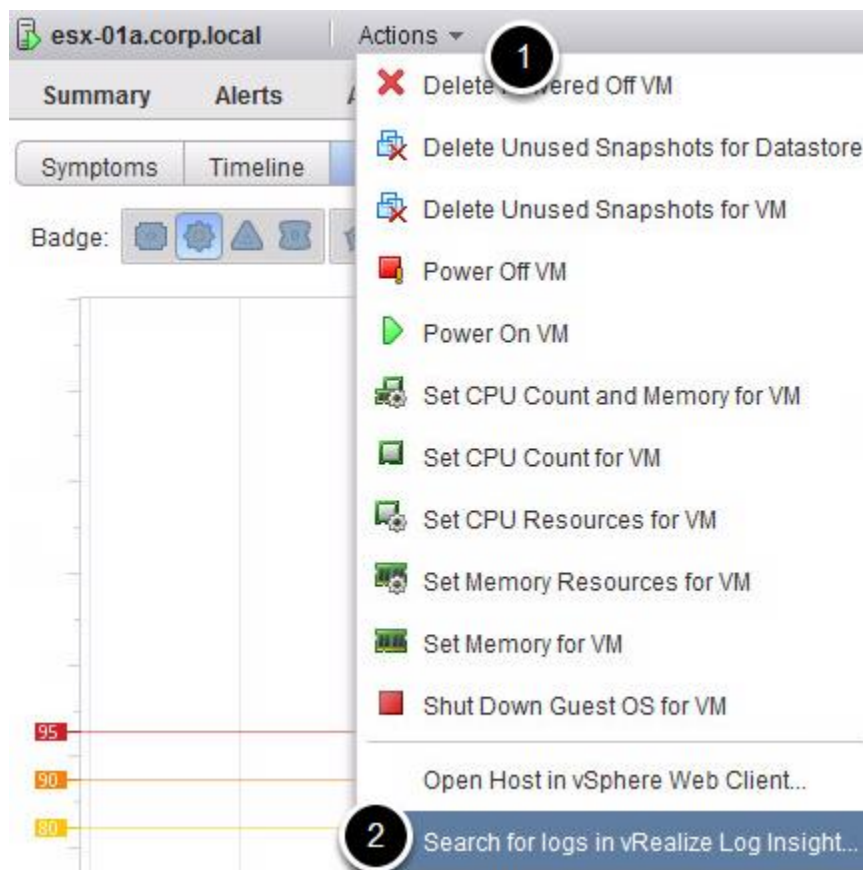 esx-01a.corp.local Actions
1
Summary Alerts
Delete Powered Off VM
Delete Unused Snapshots for Datastore
Symptoms Timeline
Delete Unused Snapshots for VM
Badge:
Power Off VM
Power On VM
Set CPU Count and Memory for VM
Set CPU Count for VM
Set CPU Resources for VM
Set Memory Resources for VM
Set Memory for VM
Shut Down Guest OS for VM
95
90
Open Host in vSphere Web Client...
80
2
Search for logs in vRealize Log Insight...